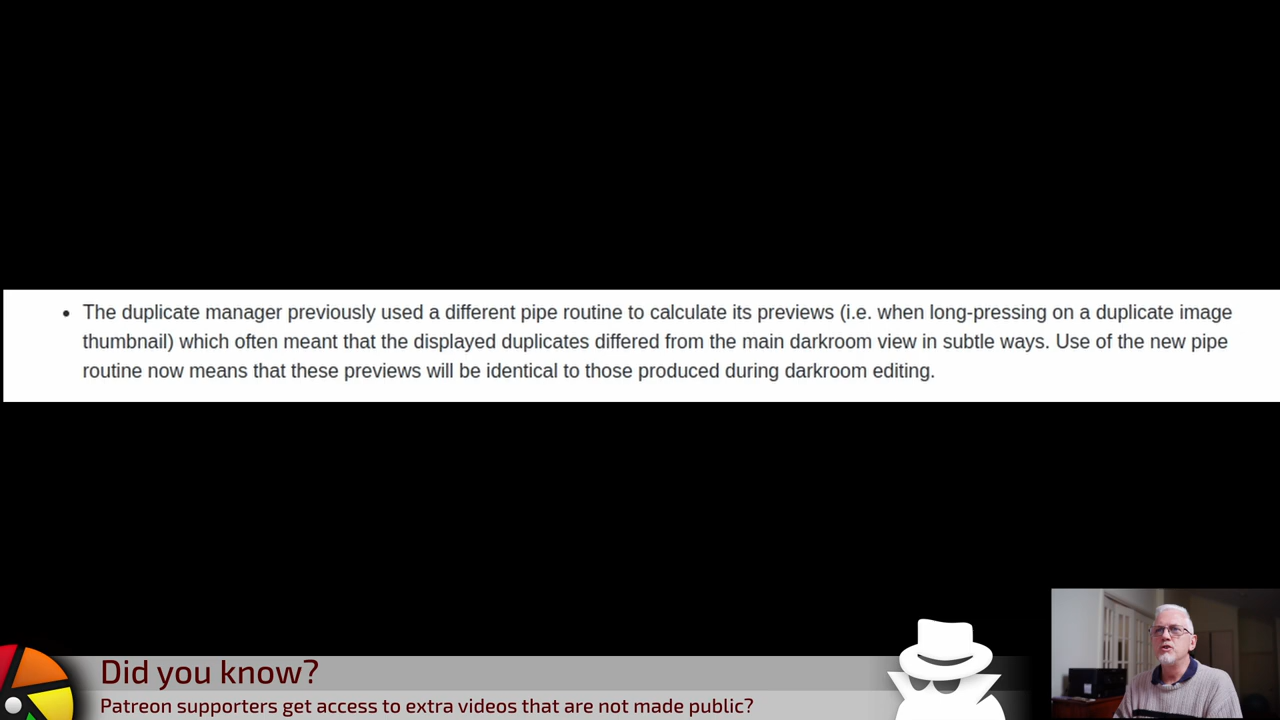 The duplicate manager previously used a different pipe routine to calculate its previews (i.e. when long-pressing on a duplicate image
thumbnail) which often meant that the displayed duplicates differed from the main darkroom view in subtle ways. Use of the new pipe
routine now means that these previews will be identical to those produced during darkroom editing.
Did you know?
Patreon supporters get access to extra videos that are not made public?